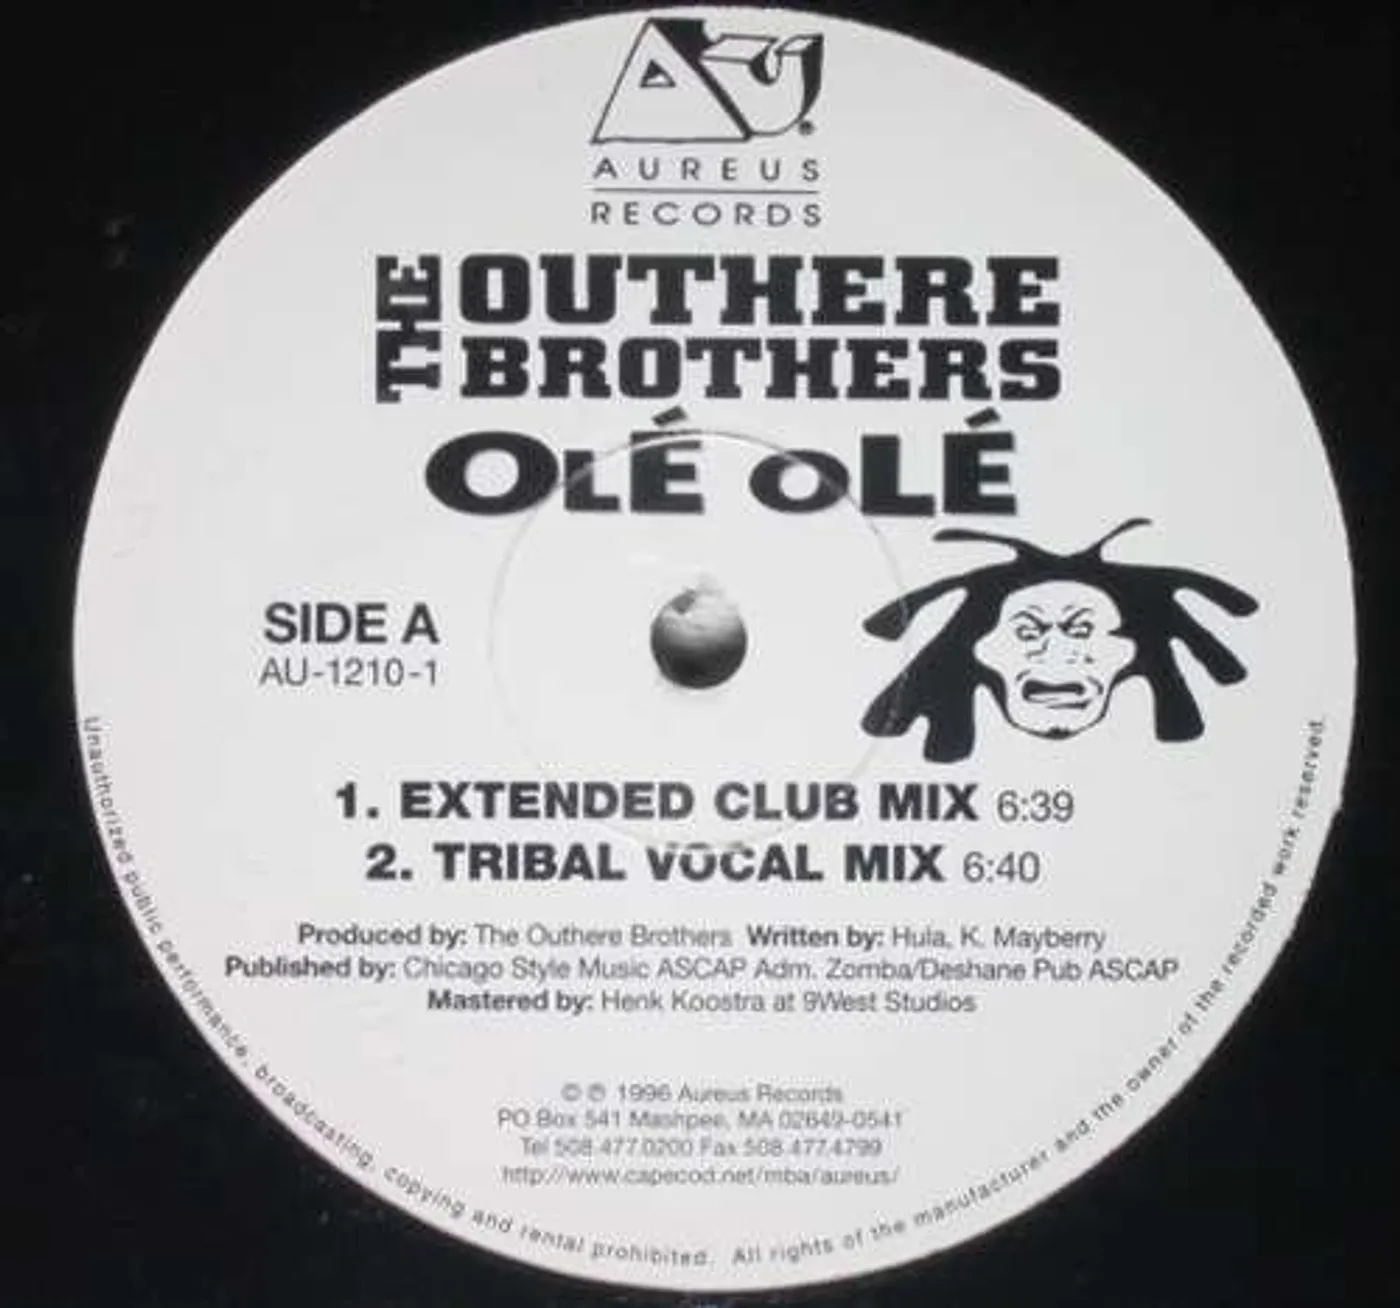 AU
AUREUS
RECORDS
THE OUTHERE
BROTHERS
OLÉ OLÉ
SIDE A
AU-1210-1
1. EXTENDED CLUB MIX 6:39
2. TRIBAL VOCAL MIX 6:40
Produced by: The Outhere Brothers Written by: Hula, K. Mayberry
Published by: Chicago Style Music ASCAP Adm. Zomba/Deshane Pub ASCAP
Mastered by: Henk Koostra at 9West Studios
© ℗ 1996 Aureus Records
PO Box 541 Mashpee, MA 02649-0541
Tel 508.477.0200 Fax 508.477.4799
http://www.capecod.net/mba/aureus/
Unauthorized public performance, broadcasting, copying and rental prohibited. All rights of the manufacturer and the owner of the recorded work reserved.